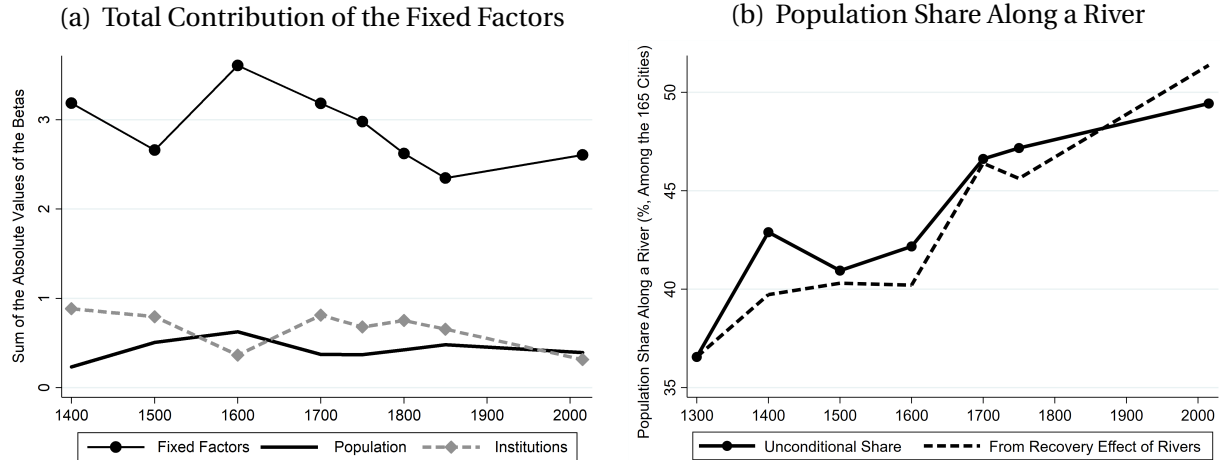 (a) Total Contribution of the Fixed Factors
Sum of the Absolute Values of the Betas
3
2
1
0
1400 1500 1600 1700 1800 1900 2000
Fixed Factors Population Institutions
(b) Population Share Along a River
Population Share Along a River (%, Among the 165 Cities)
50
45
40
35
1300 1400 1500 1600 1700 1800 1900 2000
Unconditional Share From Recovery Effect of Rivers